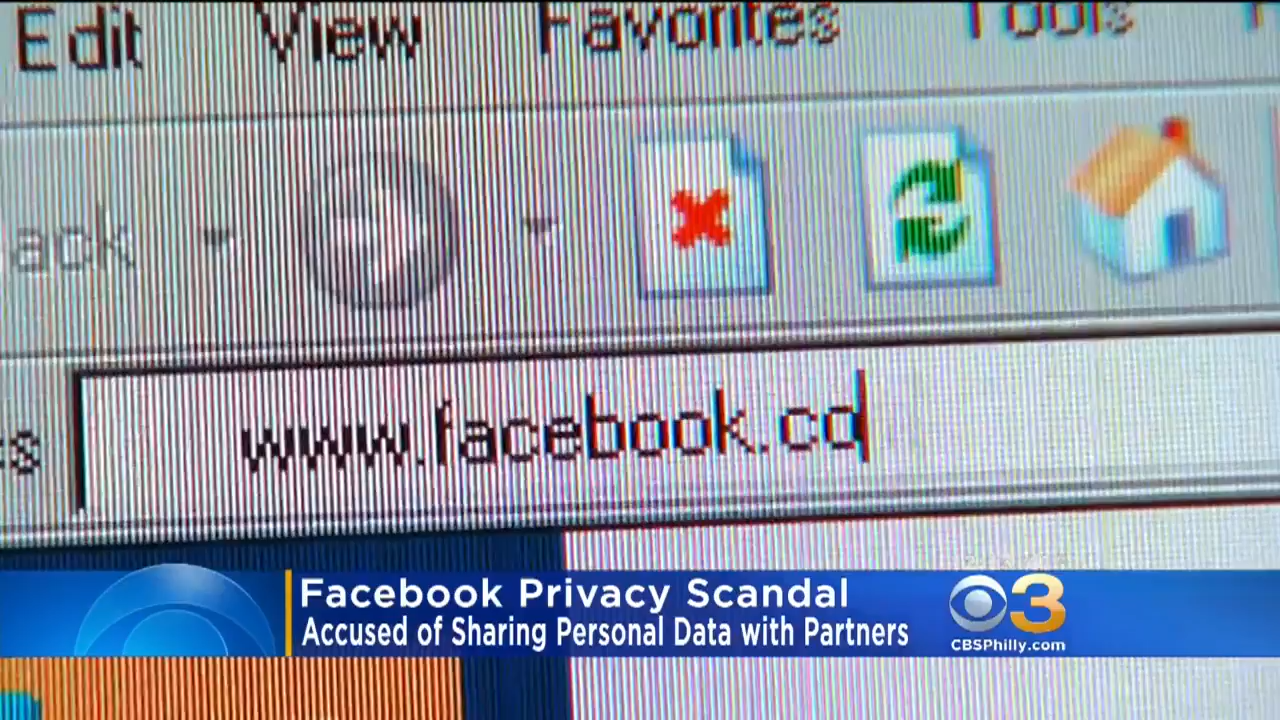 Edit View Favorites Tools
ack
ss
www.facebook.co
Facebook Privacy Scandal
Accused of Sharing Personal Data with Partners
3
CBSPhilly.com